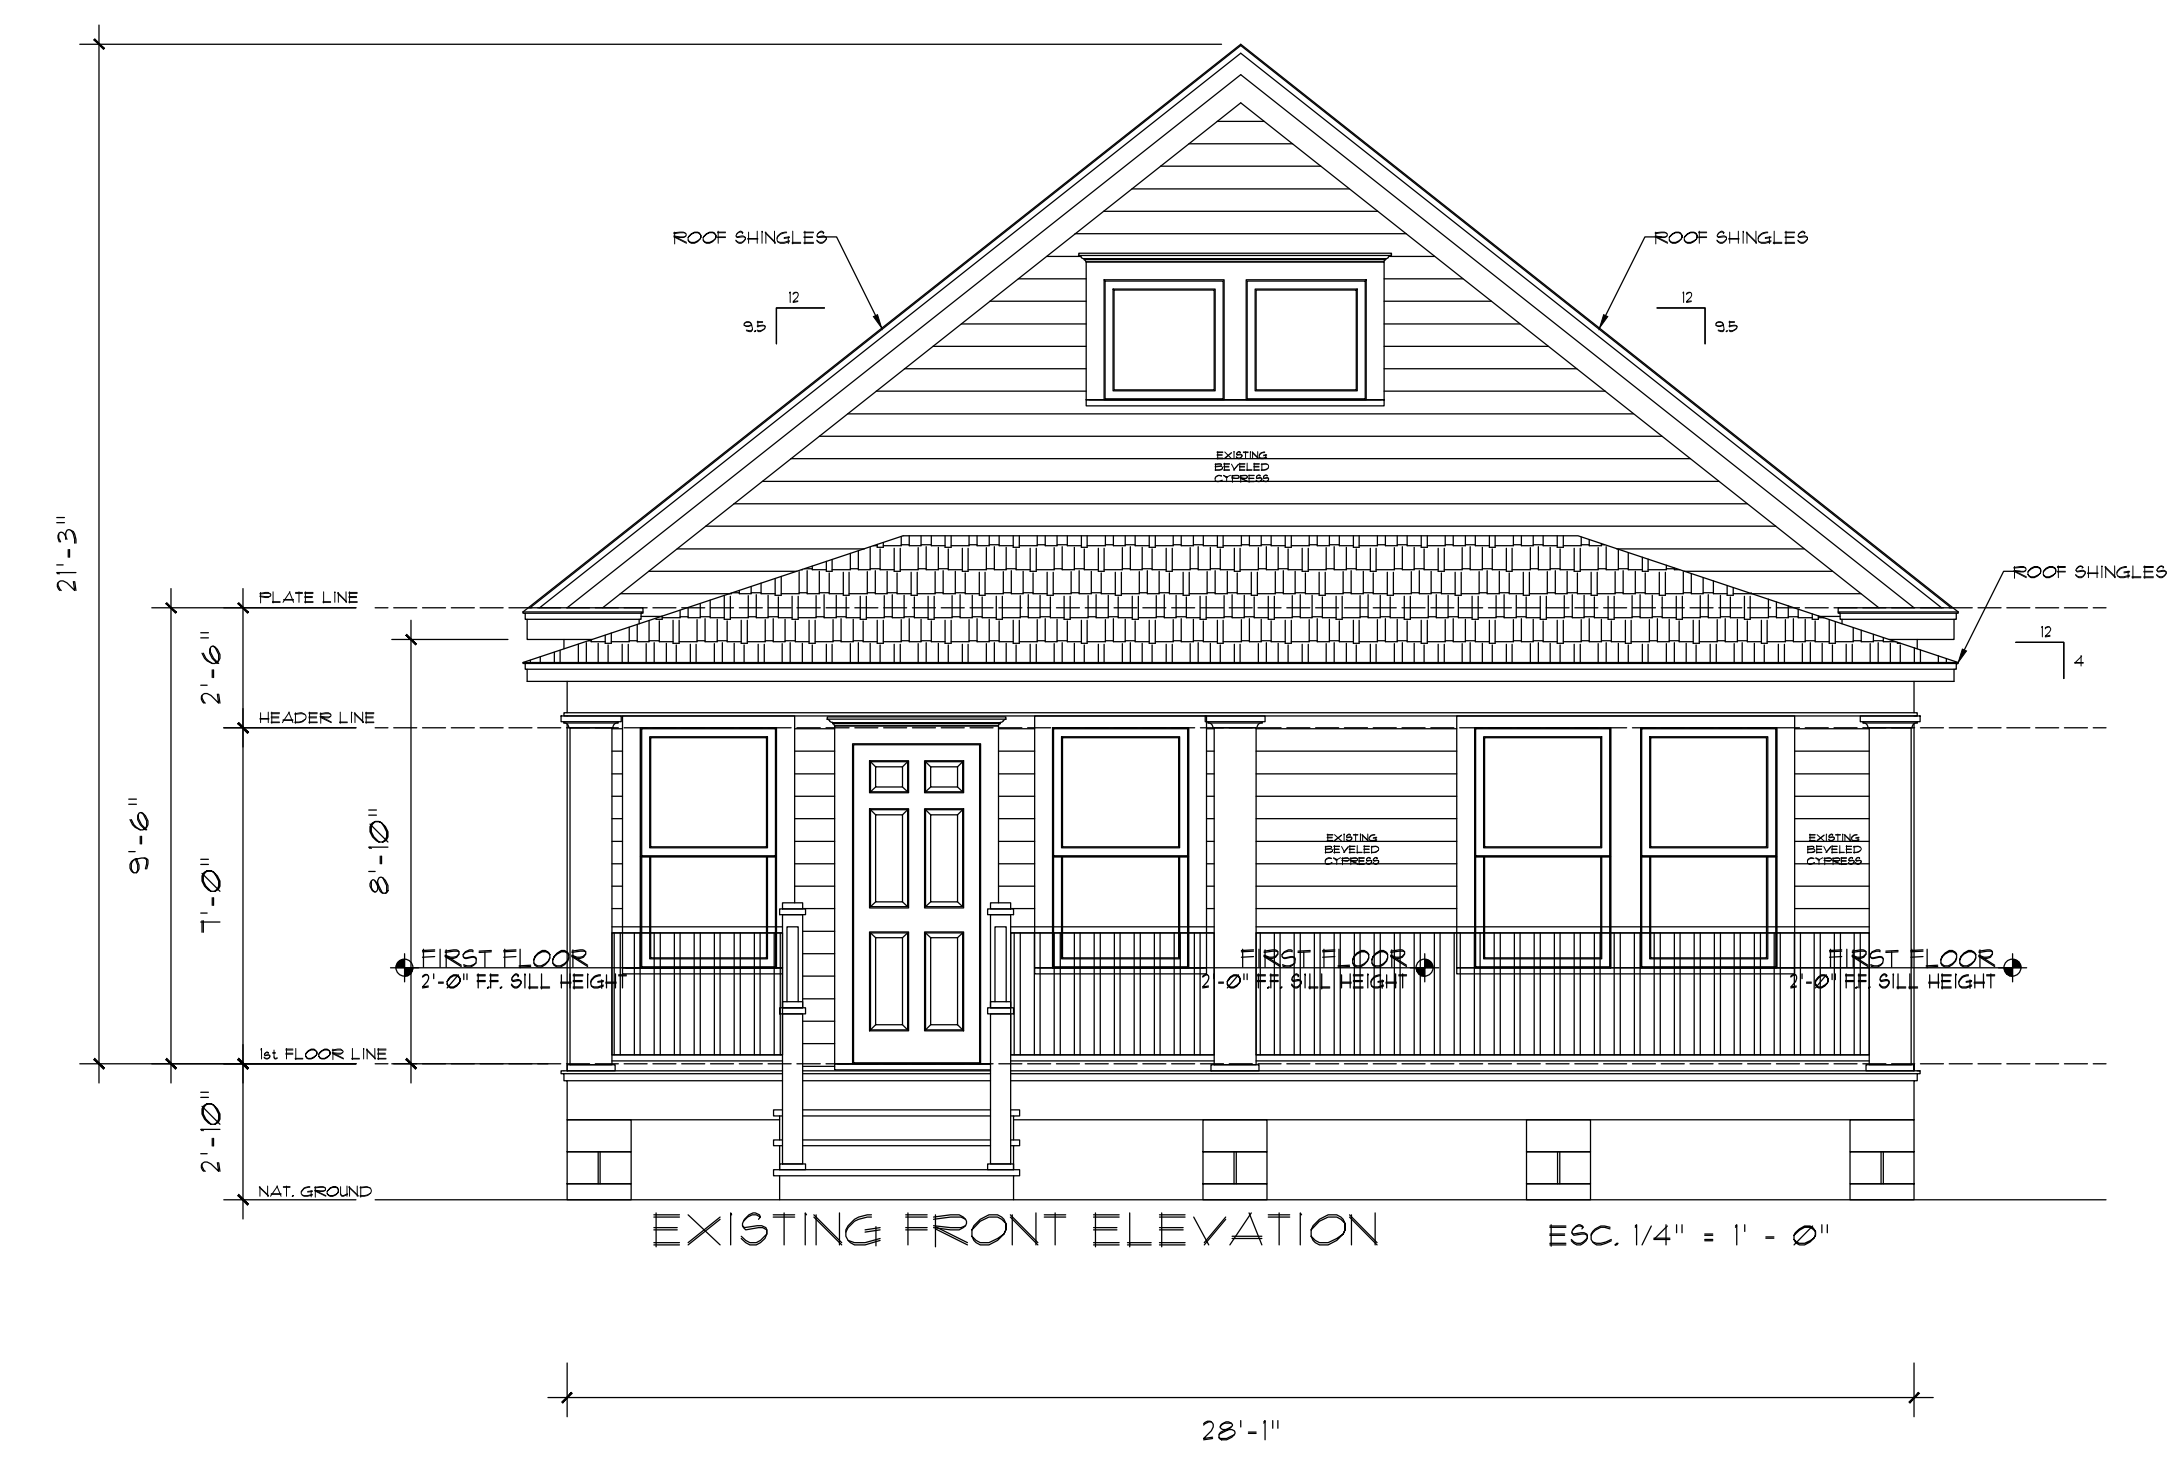 ROOF SHINGLES
ROOF SHINGLES
12
9.5
12
9.5
EXISTING
BEVELED
CYPRESS
21'-3"
ROOF SHINGLES
PLATE LINE
12
4
2'-6"
HEADER LINE
9'-6"
7'-0"
8'-10"
EXISTING
BEVELED
CYPRESS
EXISTING
BEVELED
CYPRESS
FIRST FLOOR
2'-0" F.F. SILL HEIGHT
FIRST FLOOR
2'-0" F.F. SILL HEIGHT
FIRST FLOOR
2'-0" F.F. SILL HEIGHT
1st FLOOR LINE
2'-10"
NAT. GROUND
EXISTING FRONT ELEVATION
ESC. 1/4" = 1' - 0"
28'-1"